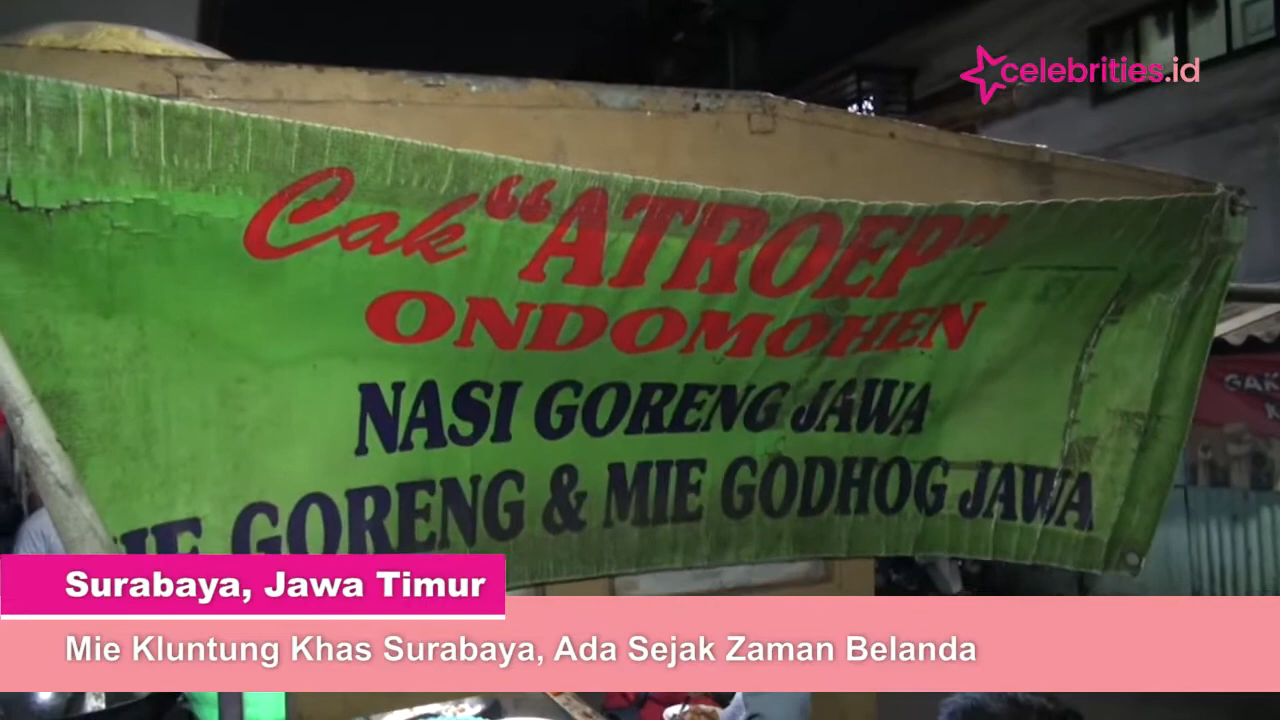 celebrities.id
Cak "ATROEP"
ONDOMOHEN
NASI GORENG JAWA
MIE GORENG & MIE GODHOG JAWA
Surabaya, Jawa Timur
Mie Kluntung Khas Surabaya, Ada Sejak Zaman Belanda